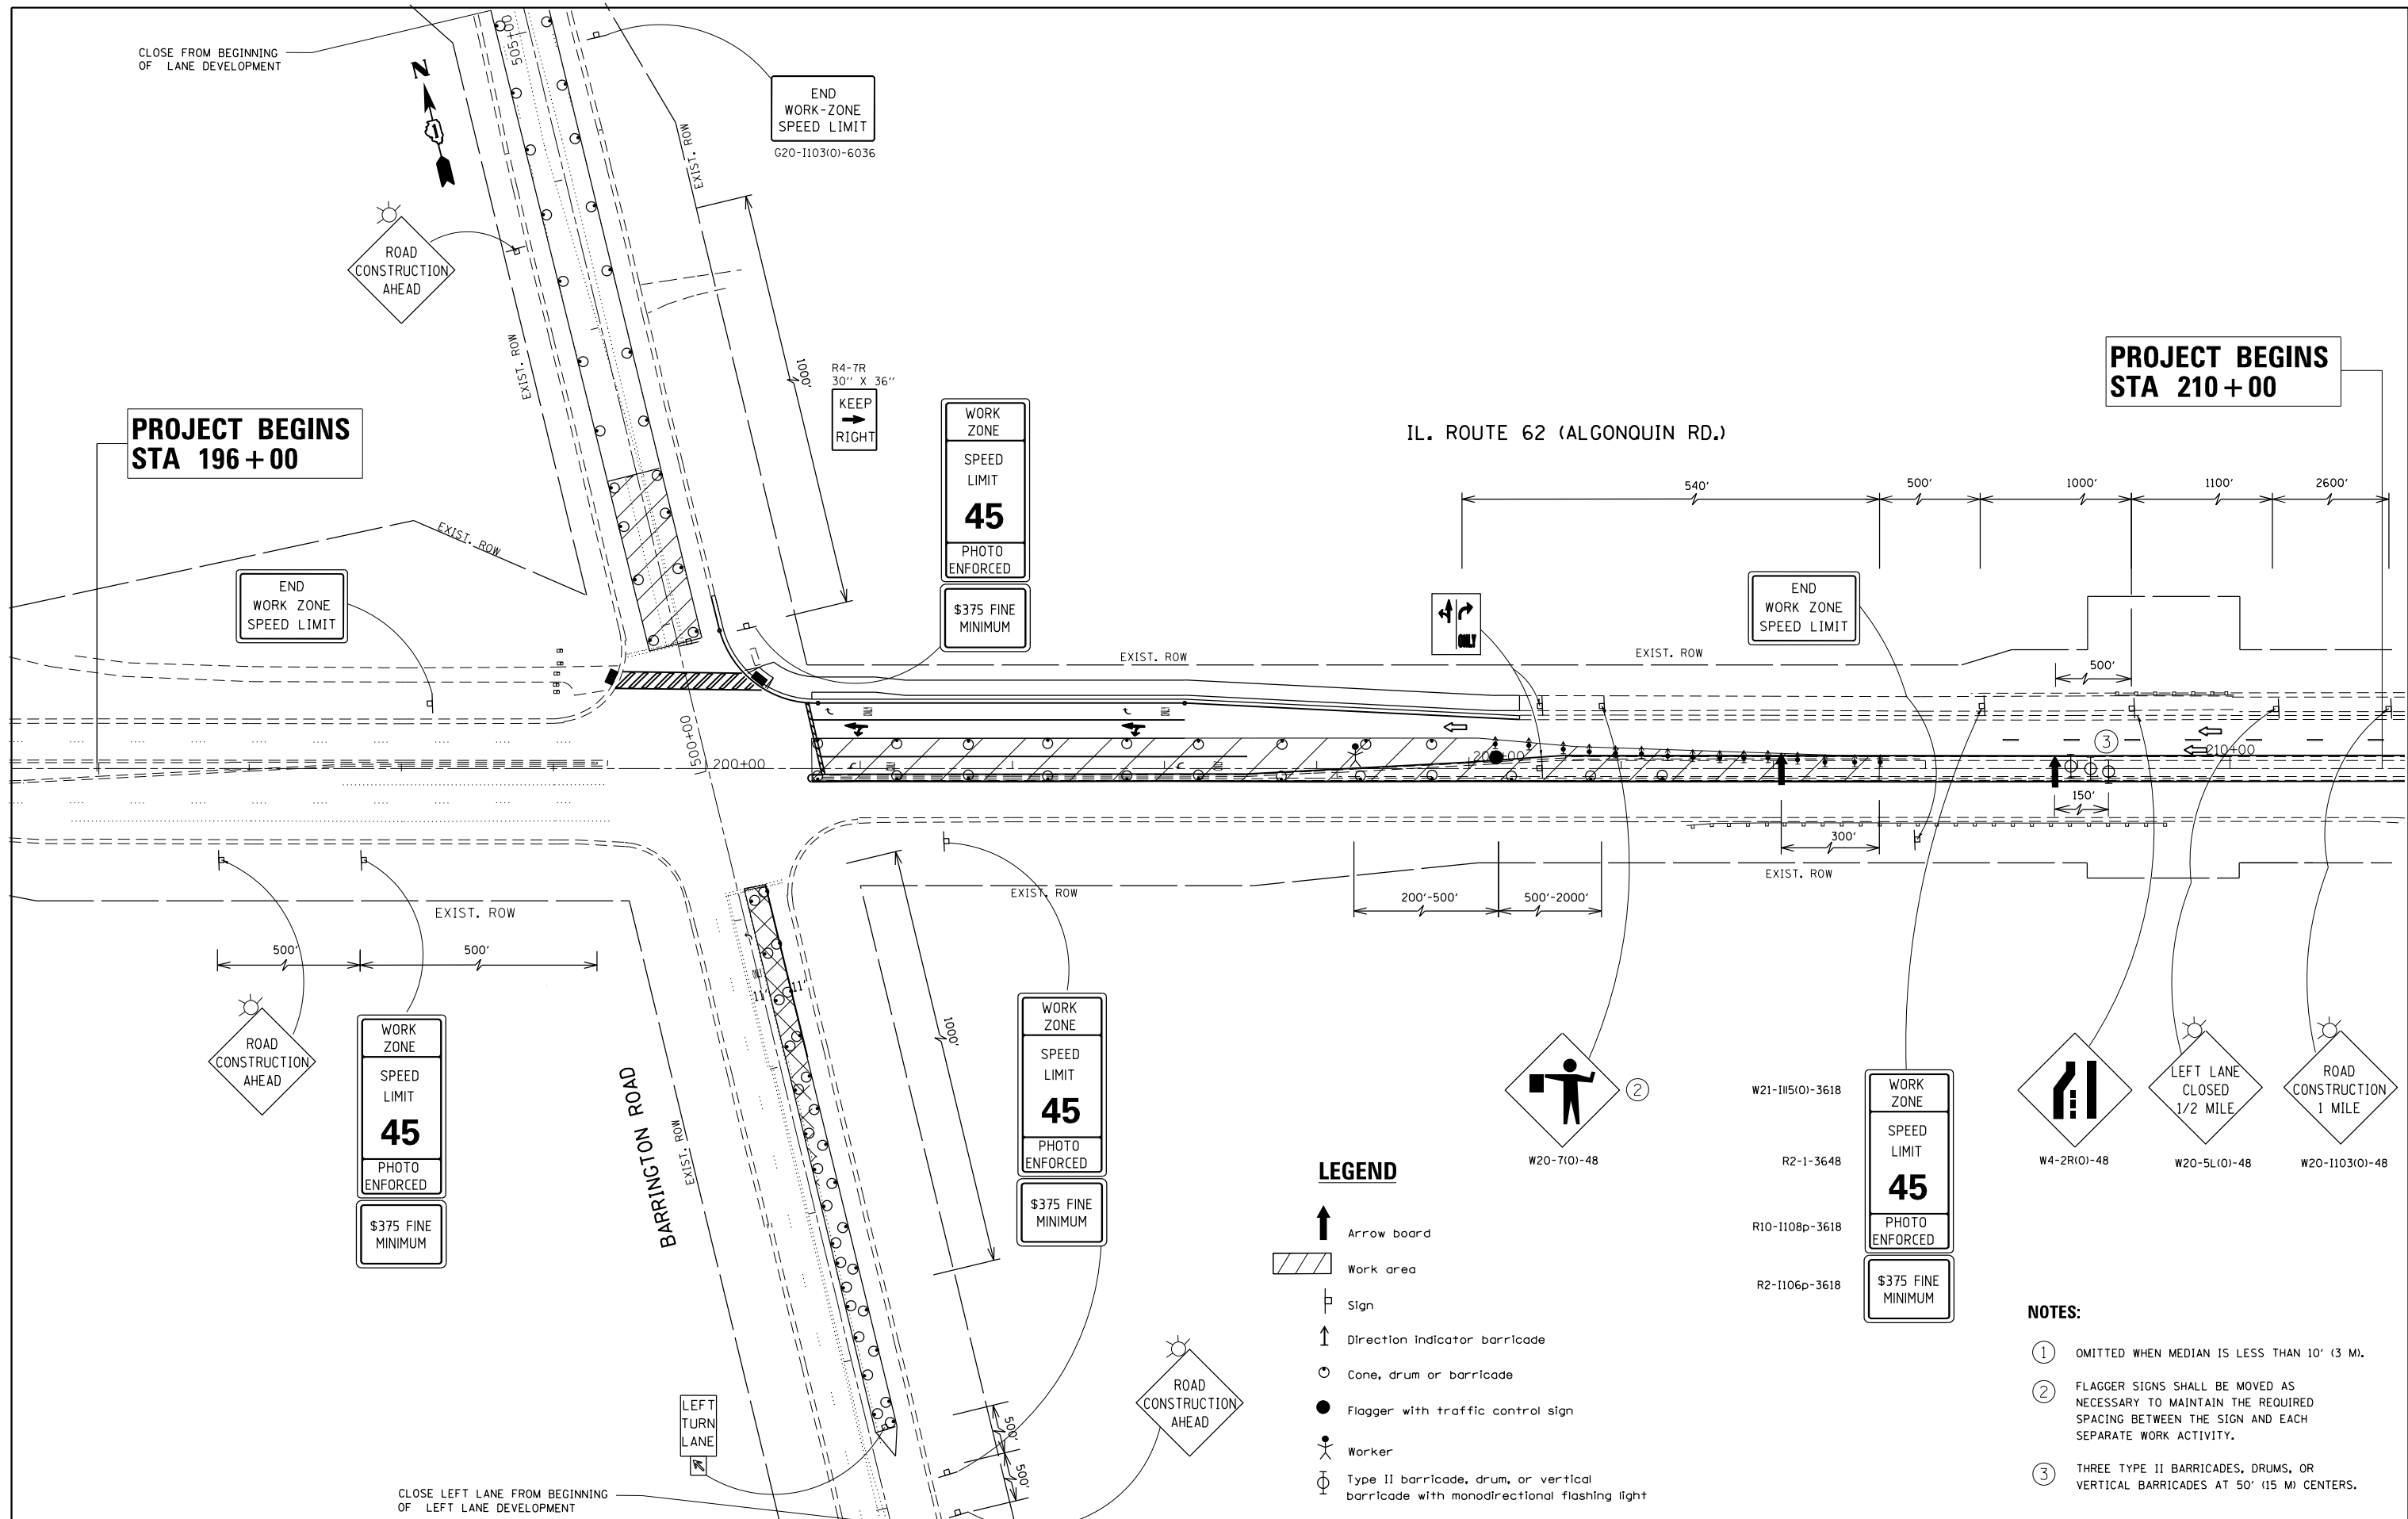 CLOSE FROM BEGINNING
OF LANE DEVELOPMENT
N
1
505+00
END
WORK-ZONE
SPEED LIMIT
G20-I103(0)-6036
EXIST. ROW
ROAD
CONSTRUCTION
AHEAD
EXIST. ROW
1000'
R4-7R
30'' X 36''
KEEP
RIGHT
WORK
ZONE
SPEED
LIMIT
45
PHOTO
ENFORCED
$375 FINE
MINIMUM
PROJECT BEGINS
STA 196+00
PROJECT BEGINS
STA 210+00
IL. ROUTE 62 (ALGONQUIN RD.)
540'
500'
1000'
1100'
2600'
EXIST. ROW
END
WORK ZONE
SPEED LIMIT
ONLY
END
WORK ZONE
SPEED LIMIT
EXIST. ROW
EXIST. ROW
500'
500+00
200+00
3
210+00
150'
300'
EXIST. ROW
EXIST. ROW
EXIST. ROW
200'-500'
500'-2000'
500'
500'
11'
11'
1000'
ROAD
CONSTRUCTION
AHEAD
WORK
ZONE
SPEED
LIMIT
45
PHOTO
ENFORCED
$375 FINE
MINIMUM
BARRINGTON ROAD
EXIST. ROW
WORK
ZONE
SPEED
LIMIT
45
PHOTO
ENFORCED
$375 FINE
MINIMUM
2
W20-7(0)-48
W21-I115(0)-3618
R2-1-3648
R10-I108p-3618
R2-I106p-3618
WORK
ZONE
SPEED
LIMIT
45
PHOTO
ENFORCED
$375 FINE
MINIMUM
W4-2R(0)-48
LEFT LANE
CLOSED
1/2 MILE
W20-5L(0)-48
ROAD
CONSTRUCTION
1 MILE
W20-I103(0)-48
LEGEND
Arrow board
Work area
Sign
Direction indicator barricade
Cone, drum or barricade
Flagger with traffic control sign
Worker
Type II barricade, drum, or vertical
barricade with monodirectional flashing light
NOTES:
1 OMITTED WHEN MEDIAN IS LESS THAN 10' (3 M).
2 FLAGGER SIGNS SHALL BE MOVED AS
NECESSARY TO MAINTAIN THE REQUIRED
SPACING BETWEEN THE SIGN AND EACH
SEPARATE WORK ACTIVITY.
3 THREE TYPE II BARRICADES, DRUMS, OR
VERTICAL BARRICADES AT 50' (15 M) CENTERS.
LEFT
TURN
LANE
ROAD
CONSTRUCTION
AHEAD
500'
500'
CLOSE LEFT LANE FROM BEGINNING
OF LEFT LANE DEVELOPMENT